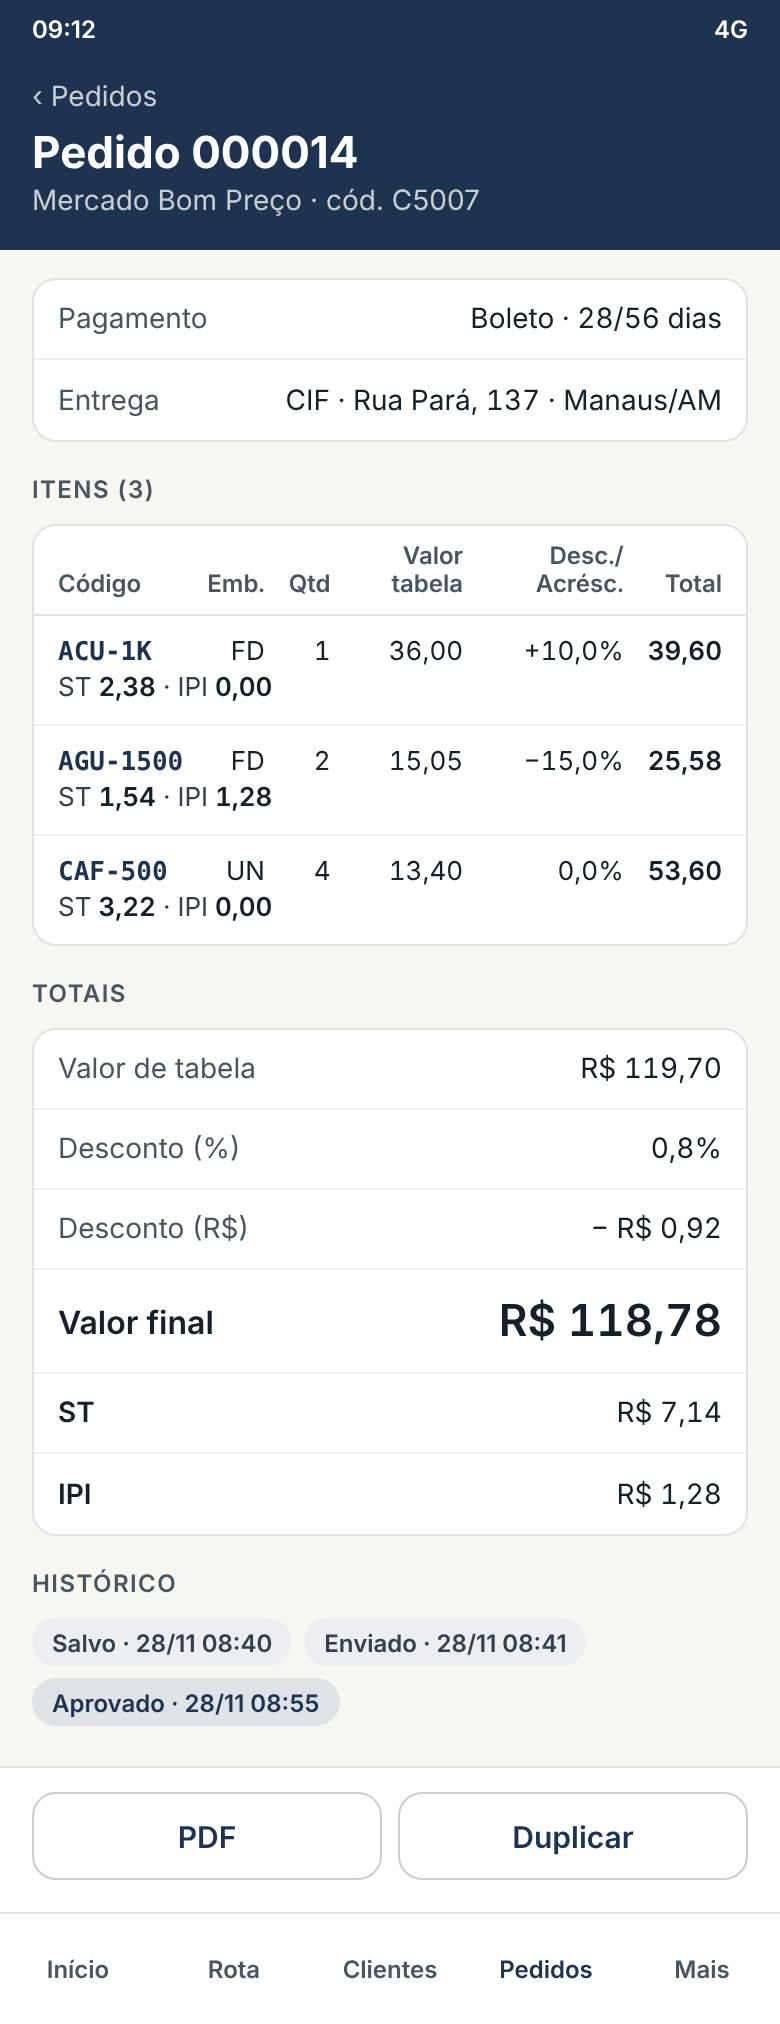 09:12 4G
‹ Pedidos
Pedido 000014
Mercado Bom Preço · cód. C5007
Pagamento Boleto · 28/56 dias
Entrega CIF · Rua Pará, 137 · Manaus/AM
ITENS (3)
Código Emb. Qtd Valor tabela Desc./ Acrésc. Total
ACU-1K FD 1 36,00 +10,0% 39,60
ST 2,38 · IPI 0,00
AGU-1500 FD 2 15,05 −15,0% 25,58
ST 1,54 · IPI 1,28
CAF-500 UN 4 13,40 0,0% 53,60
ST 3,22 · IPI 0,00
TOTAIS
Valor de tabela R$ 119,70
Desconto (%) 0,8%
Desconto (R$) − R$ 0,92
Valor final R$ 118,78
ST R$ 7,14
IPI R$ 1,28
HISTÓRICO
Salvo · 28/11 08:40 Enviado · 28/11 08:41
Aprovado · 28/11 08:55
PDF Duplicar
Início Rota Clientes Pedidos Mais